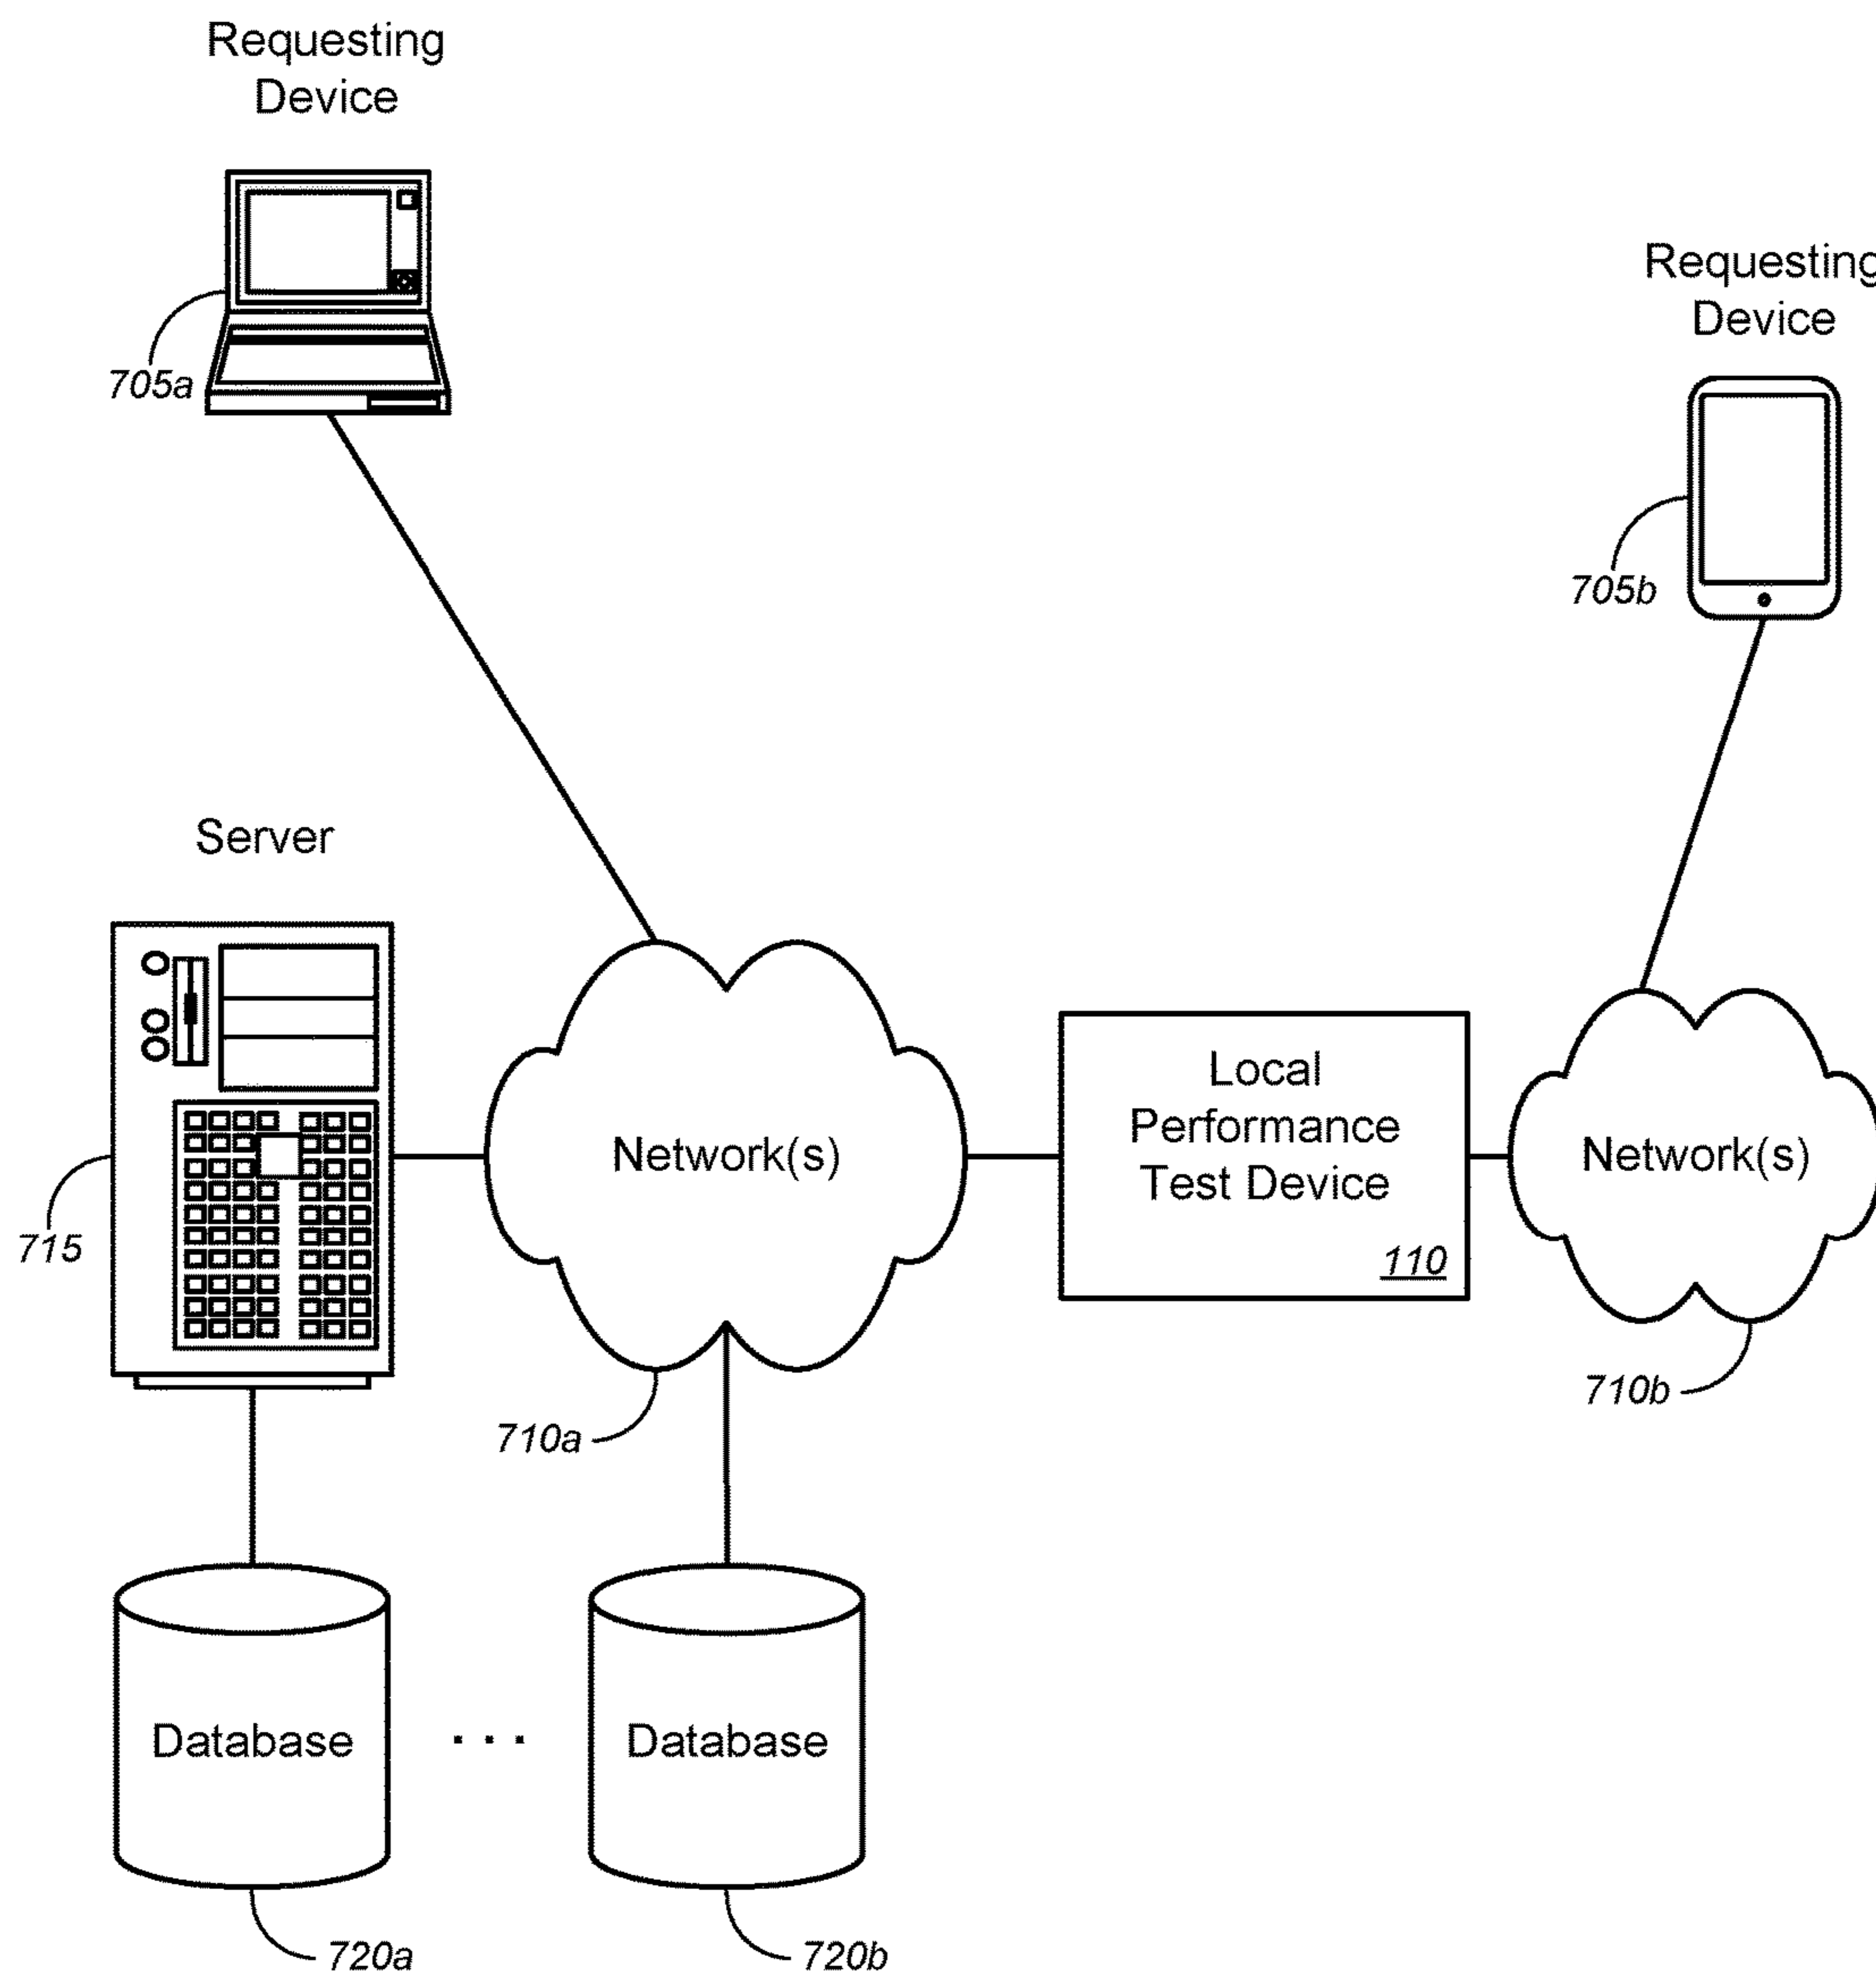 Requesting
Device
705a
Requesting
Device
705b
Server
715
Network(s)
710a
Local
Performance
Test Device
110
Network(s)
710b
Database
. . .
Database
720a
720b